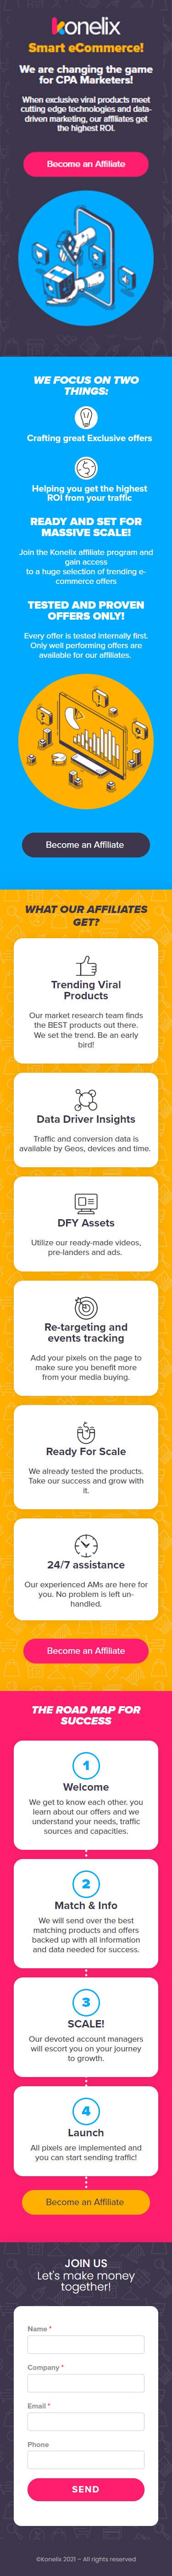 konelix
Smart eCommerce!
We are changing the game
for CPA Marketers!
When exclusive viral products meet
cutting edge technologies and data-
driven marketing, our affliates get
the highest ROI.
Become an Affiliate
WE FOCUS ON TWO
THINGS:
Crafting great Exclusive offers
Helping you get the highest
ROI from your traffic
READY AND SET FOR
MASSIVE SCALE!
Join the Konelix affiliate program and
gain access
to a huge selection of trending e-
commerce offers
TESTED AND PROVEN
OFFERS ONLY!
Every offer is tested internally first.
Only well performing offers are
available for our affiliates.
Become an Affiliate
WHAT OUR AFFILIATES
GET?
Trending Viral
Products
Our market research team finds
the BEST products out there.
We set the trend. Be an early
bird!
Data Driver Insights
Traffic and conversion data is
available by Geos, devices and time.
DFY Assets
Utilize our ready-made videos,
pre-landers and ads.
Re-targeting and
events tracking
Add your pixels on the page to
make sure you benefit more
from your media buying.
Ready For Scale
We already tested the products.
Take our success and grow with
it.
24/7 assistance
Our experienced AMs are here for
you. No problem is left un-
handled.
Become an Affiliate
THE ROAD MAP FOR
SUCCESS
1
Welcome
We get to know each other. you
learn about our offers and we
understand your needs, traffic
sources and capacities.
2
Match & Info
We will send over the best
matching products and offers
backed up with all information
and data needed for success.
3
SCALE!
Our devoted account managers
will escort you on your journey
to growth.
4
Launch
All pixels are implemented and
you can start sending traffic!
Become an Affiliate
JOIN US
Let's make money
together!
Name *
Company *
Email *
Phone
SEND
©Konelix 2021 – All rights reserved